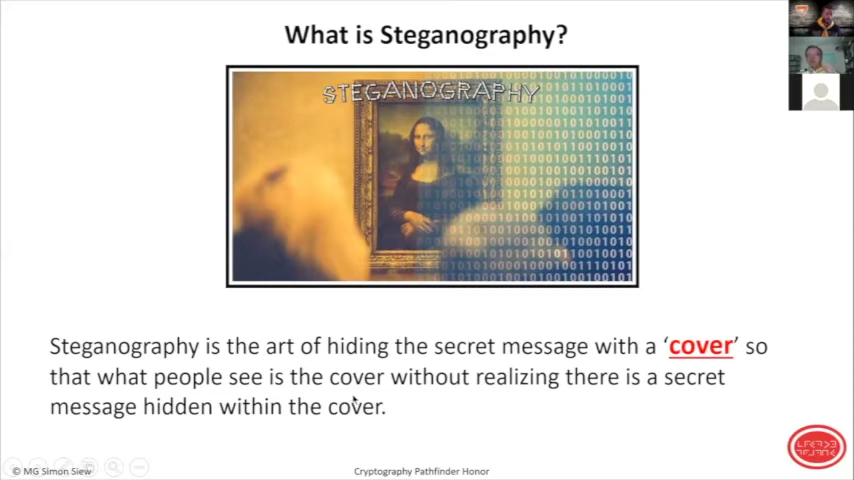 What is Steganography?
STEGANOGRAPHY
Steganography is the art of hiding the secret message with a ‘cover’ so
that what people see is the cover without realizing there is a secret
message hidden within the cover.
© MG Simon Siew
Cryptography Pathfinder Honor